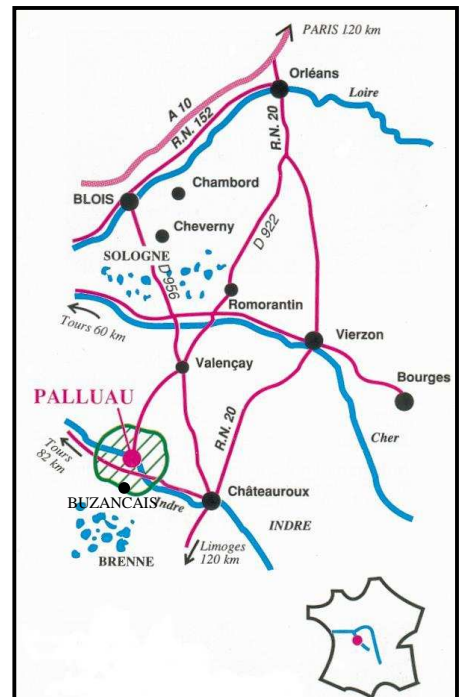 PARIS 120 km
Orléans
Loire
A 10
R.N. 152
R.N. 20
Chambord
BLOIS
Cheverny
D 922
SOLOGNE
D 956
Romorantin
Tours 60 km
Vierzon
Valençay
Bourges
PALLUAU
R.N. 20
Cher
Tours
82 km
Châteauroux
BUZANCAIS
Indre
INDRE
Limoges
120 km
BRENNE